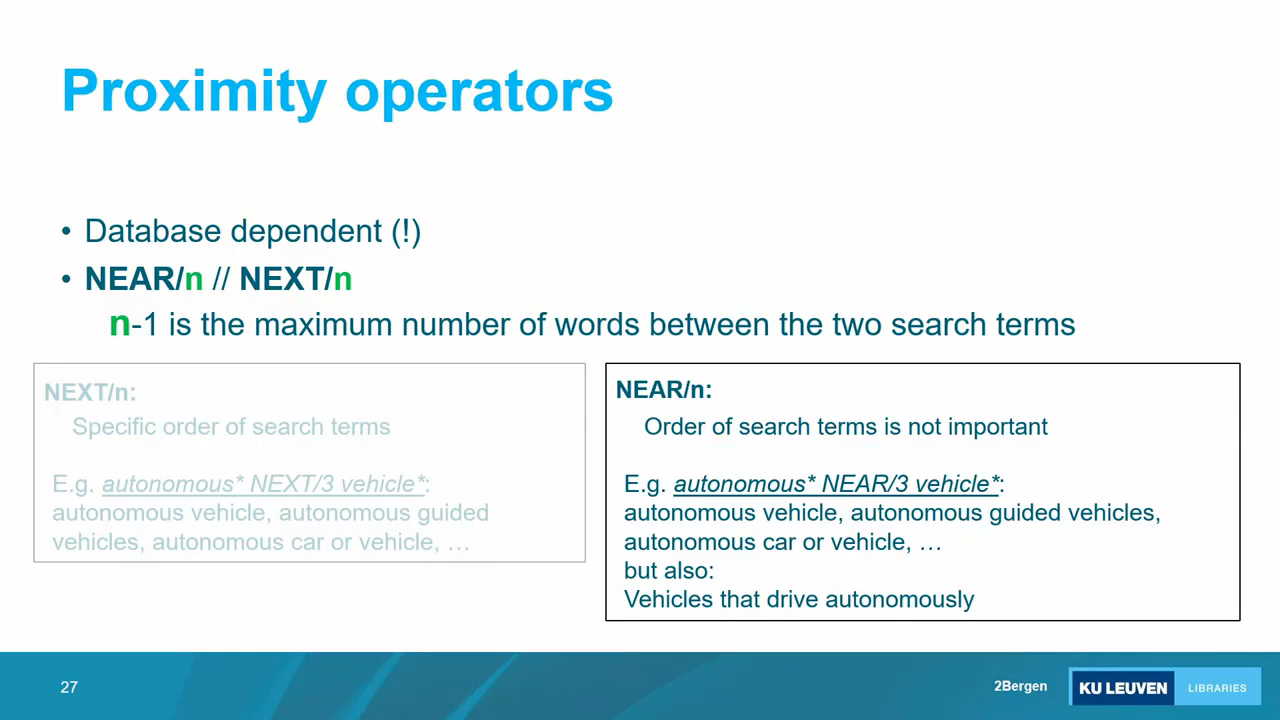 Proximity operators
• Database dependent (!)
• NEAR/n // NEXT/n
n-1 is the maximum number of words between the two search terms
NEXT/n:
Specific order of search terms
E.g. autonomous* NEXT/3 vehicle*:
autonomous vehicle, autonomous guided
vehicles, autonomous car or vehicle, …
NEAR/n:
Order of search terms is not important
E.g. autonomous* NEAR/3 vehicle*:
autonomous vehicle, autonomous guided vehicles,
autonomous car or vehicle, …
but also:
Vehicles that drive autonomously
27
2Bergen
KU LEUVEN LIBRARIES